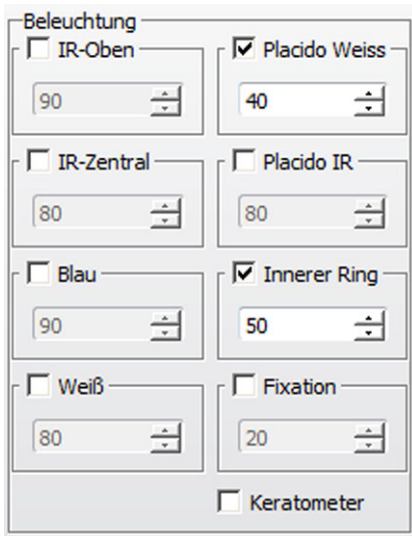 Beleuchtung
IR-Oben
Placido Weiss
90
40
IR-Zentral
Placido IR
80
80
Blau
Innerer Ring
90
50
Weiß
Fixation
80
20
Keratometer